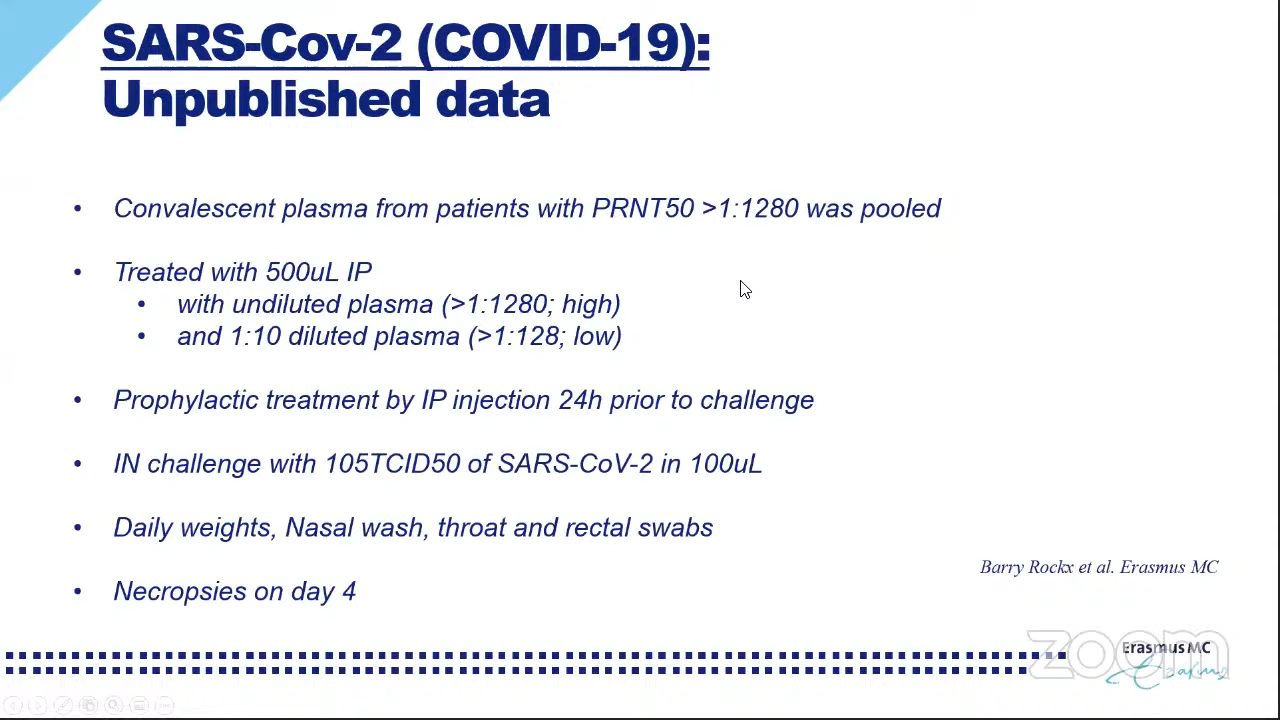 SARS-Cov-2 (COVID-19):
Unpublished data
• Convalescent plasma from patients with PRNT50 >1:1280 was pooled
• Treated with 500uL IP
• with undiluted plasma (>1:1280; high)
• and 1:10 diluted plasma (>1:128; low)
• Prophylactic treatment by IP injection 24h prior to challenge
• IN challenge with 105TCID50 of SARS-CoV-2 in 100uL
• Daily weights, Nasal wash, throat and rectal swabs
Barry Rockx et al. Erasmus MC
• Necropsies on day 4
zoom
Erasmus MC
Erasmus